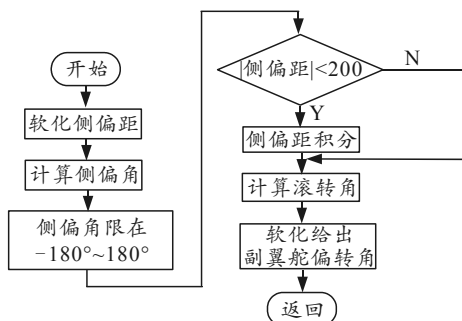 开始
软化侧偏距
计算侧偏角
侧偏角限在
-180°~180°
|侧偏距|<200
N
Y
侧偏距积分
计算滚转角
软化给出
副翼舵偏转角
返回